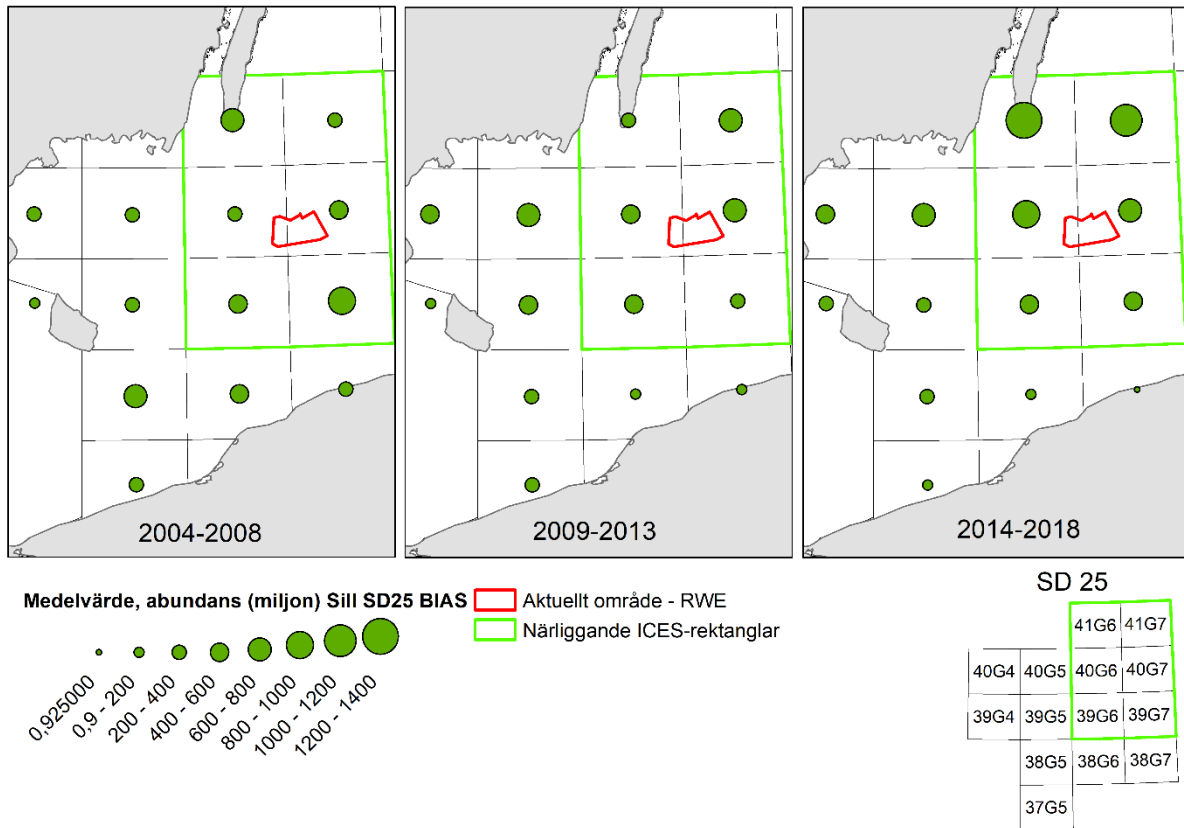 2004-2008
2009-2013
2014-2018
Medelvärde, abundans (miljon) Sill SD25 BIAS
0,925000
0,9 - 200
200 - 400
400 - 600
600 - 800
800 - 1000
1000 - 1200
1200 - 1400
Aktuellt område - RWE
Närliggande ICES-rektanglar
SD 25
41G6 41G7
40G4 40G5 40G6 40G7
39G4 39G5 39G6 39G7
38G5 38G6 38G7
37G5